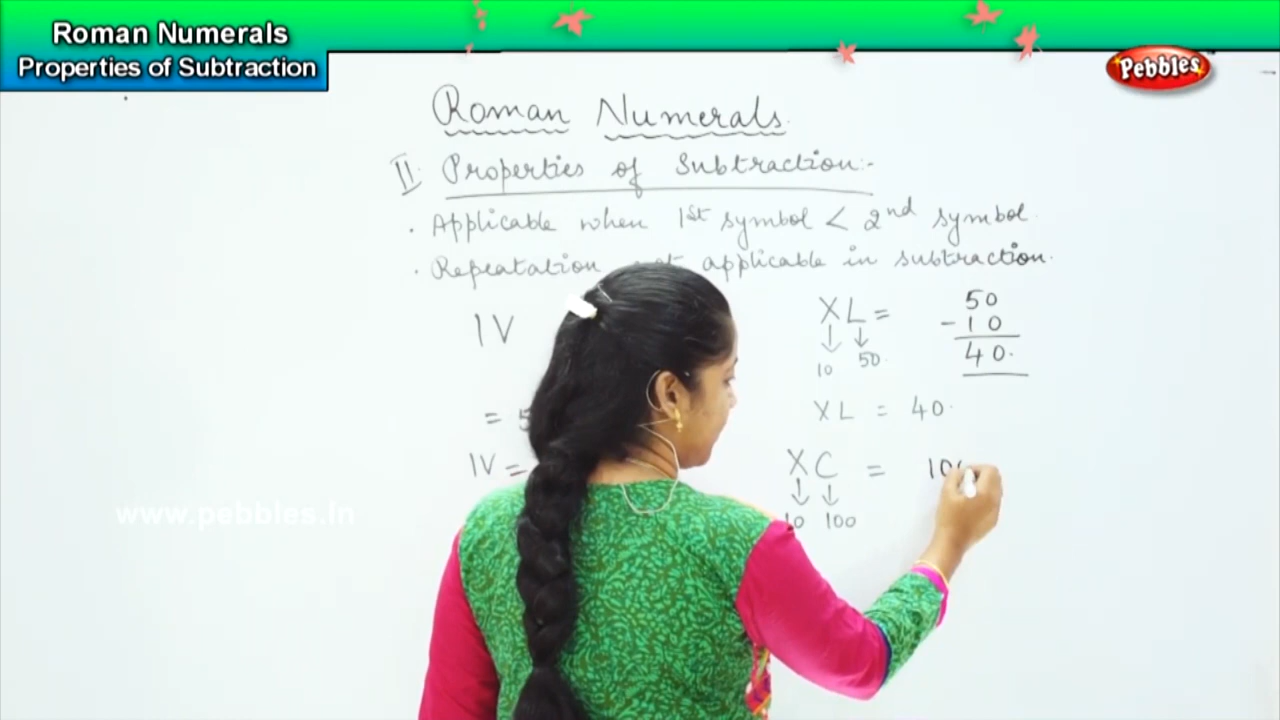 Roman Numerals
Properties of Subtraction
Pebbles
Roman Numerals.
II. Properties of Subtraction:-
• Applicable when 1st symbol < 2nd symbol.
• Repeatation applicable in subtraction.
IV
XL =
50
- 10
40.
10 50.
= 5
XL = 40.
IV =
XC = 10
10 100
www.pebbles.in